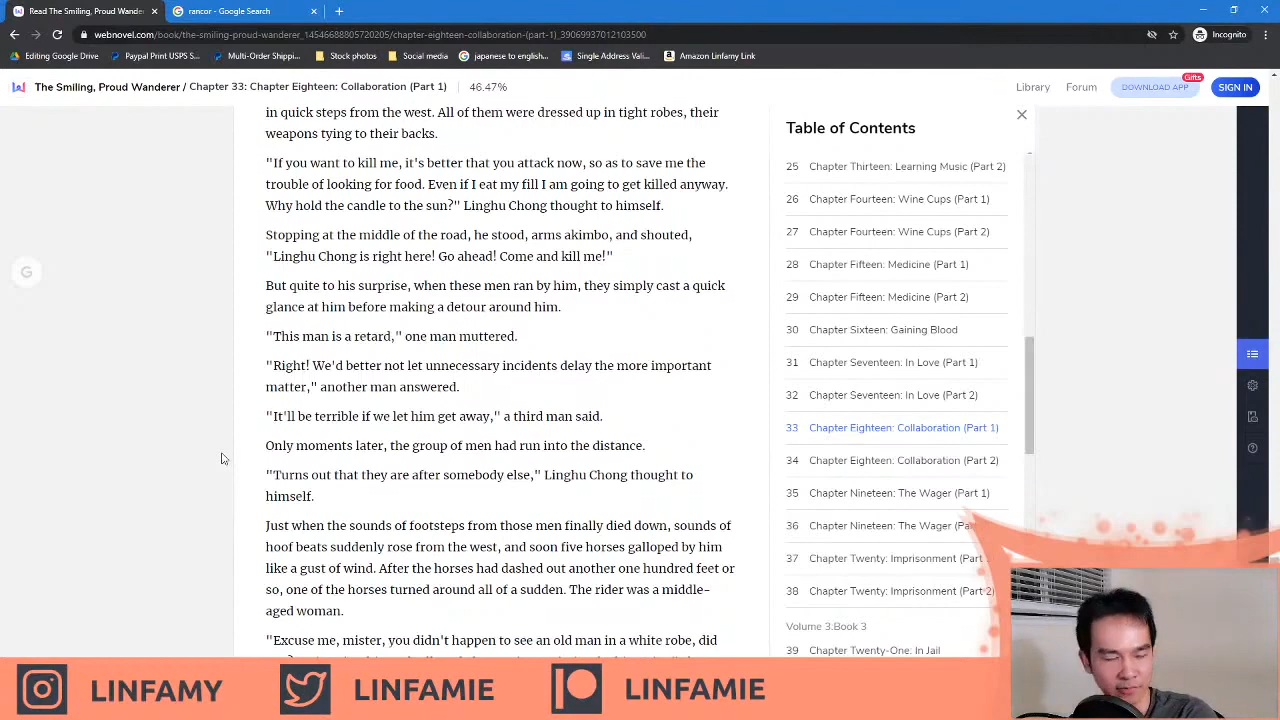 Read The Smiling, Proud Wande
rancor - Google Search
webnovel.com/book/the-smiling-proud-wanderer_14546688805720205/chapter-eighteen-collaboration-(part-1)_39069937012103500
Incognito
Editing Google Drive
Paypal Print USPS S...
Multi-Order Shippi...
Stock photos
Social media
japanese to english...
Single Address Vali...
Amazon Linfamy Link
The Smiling, Proud Wanderer / Chapter 33: Chapter Eighteen: Collaboration (Part 1)
46.47%
Library
Forum
DOWNLOAD APP
Gifts
SIGN IN
in quick steps from the west. All of them were dressed up in tight robes, their
weapons tying to their backs.
"If you want to kill me, it's better that you attack now, so as to save me the
trouble of looking for food. Even if I eat my fill I am going to get killed anyway.
Why hold the candle to the sun?" Linghu Chong thought to himself.
Stopping at the middle of the road, he stood, arms akimbo, and shouted,
"Linghu Chong is right here! Go ahead! Come and kill me!"
But quite to his surprise, when these men ran by him, they simply cast a quick
glance at him before making a detour around him.
"This man is a retard," one man muttered.
"Right! We'd better not let unnecessary incidents delay the more important
matter," another man answered.
"It'll be terrible if we let him get away," a third man said.
Only moments later, the group of men had run into the distance.
"Turns out that they are after somebody else," Linghu Chong thought to
himself.
Just when the sounds of footsteps from those men finally died down, sounds of
hoof beats suddenly rose from the west, and soon five horses galloped by him
like a gust of wind. After the horses had dashed out another one hundred feet or
so, one of the horses turned around all of a sudden. The rider was a middle-
aged woman.
"Excuse me, mister, you didn't happen to see an old man in a white robe, did
Table of Contents
25 Chapter Thirteen: Learning Music (Part 2)
26 Chapter Fourteen: Wine Cups (Part 1)
27 Chapter Fourteen: Wine Cups (Part 2)
28 Chapter Fifteen: Medicine (Part 1)
29 Chapter Fifteen: Medicine (Part 2)
30 Chapter Sixteen: Gaining Blood
31 Chapter Seventeen: In Love (Part 1)
32 Chapter Seventeen: In Love (Part 2)
33 Chapter Eighteen: Collaboration (Part 1)
34 Chapter Eighteen: Collaboration (Part 2)
35 Chapter Nineteen: The Wager (Part 1)
36 Chapter Nineteen: The Wager
37 Chapter Twenty: Imprisonment (Part
38 Chapter Twenty: Imprisonment (Part 2)
Volume 3:Book 3
39 Chapter Twenty-One: In Jail
G
LINFAMY
LINFAMIE
LINFAMIE